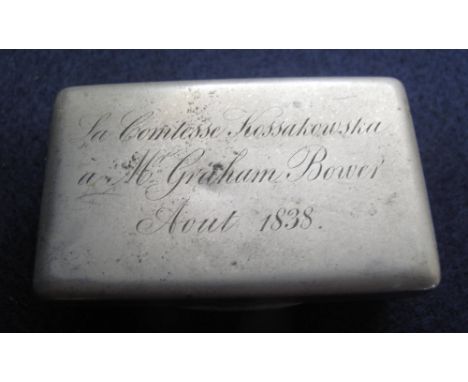 La Comtesse Kossakowska
à Mr. Graham Bower
Aout 1838.